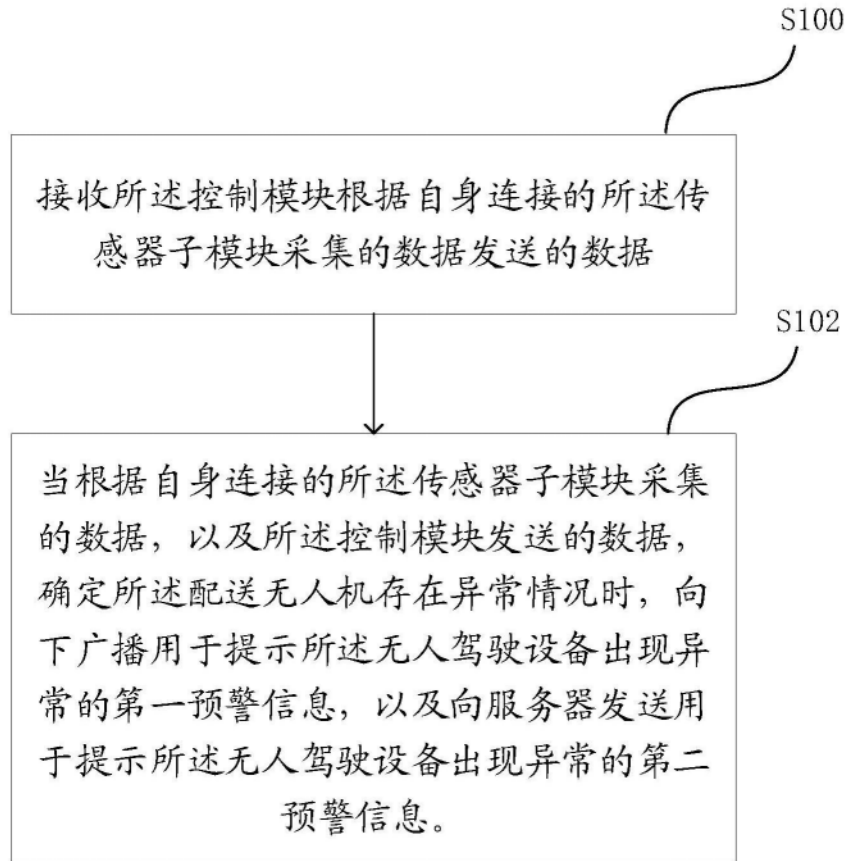 S100
接收所述控制模块根据自身连接的所述传
感器子模块采集的数据发送的数据
S102
当根据自身连接的所述传感器子模块采集
的数据，以及所述控制模块发送的数据，
确定所述配送无人机存在异常情况时，向
下广播用于提示所述无人驾驶设备出现异
常的第一预警信息，以及向服务器发送用
于提示所述无人驾驶设备出现异常的第二
预警信息。